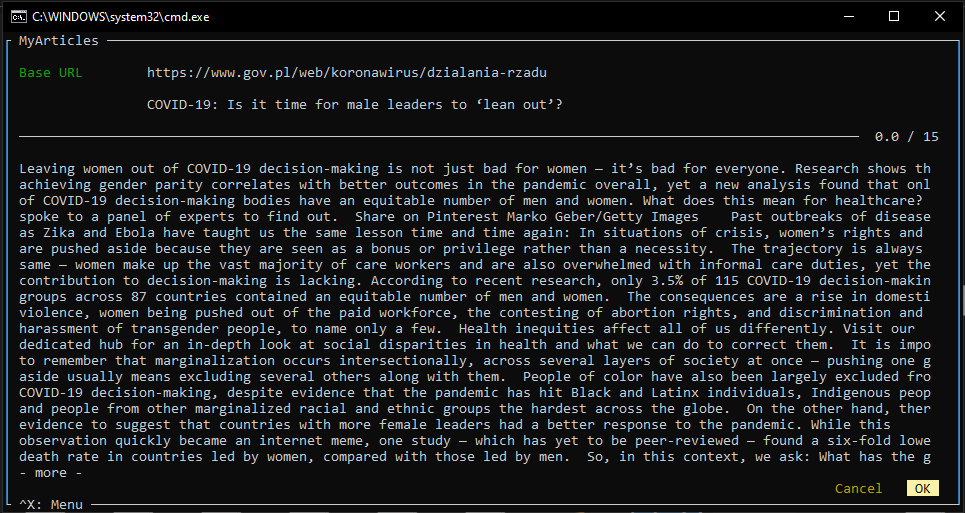 C:\WINDOWS\system32\cmd.exe
MyArticles
Base URL https://www.gov.pl/web/koronawirus/dzialania-rzadu
COVID-19: Is it time for male leaders to ‘lean out’?
0.0 / 15
Leaving women out of COVID-19 decision-making is not just bad for women — it’s bad for everyone. Research shows th
achieving gender parity correlates with better outcomes in the pandemic overall, yet a new analysis found that onl
of COVID-19 decision-making bodies have an equitable number of men and women. What does this mean for healthcare?
spoke to a panel of experts to find out.  Share on Pinterest Marko Geber/Getty Images    Past outbreaks of disease
as Zika and Ebola have taught us the same lesson time and time again: In situations of crisis, women’s rights and
are pushed aside because they are seen as a bonus or privilege rather than a necessity.  The trajectory is always
same — women make up the vast majority of care workers and are also overwhelmed with informal care duties, yet the
contribution to decision-making is lacking. According to recent research, only 3.5% of 115 COVID-19 decision-makin
groups across 87 countries contained an equitable number of men and women.  The consequences are a rise in domesti
violence, women being pushed out of the paid workforce, the contesting of abortion rights, and discrimination and
harassment of transgender people, to name only a few.  Health inequities affect all of us differently. Visit our
dedicated hub for an in-depth look at social disparities in health and what we can do to correct them.  It is impo
to remember that marginalization occurs intersectionally, across several layers of society at once — pushing one g
aside usually means excluding several others along with them.  People of color have also been largely excluded fro
COVID-19 decision-making, despite evidence that the pandemic has hit Black and Latinx individuals, Indigenous peop
and people from other marginalized racial and ethnic groups the hardest across the globe.  On the other hand, ther
evidence to suggest that countries with more female leaders had a better response to the pandemic. While this
observation quickly became an internet meme, one study — which has yet to be peer-reviewed — found a six-fold lowe
death rate in countries led by women, compared with those led by men.  So, in this context, we ask: What has the g
- more -
Cancel OK
^X: Menu